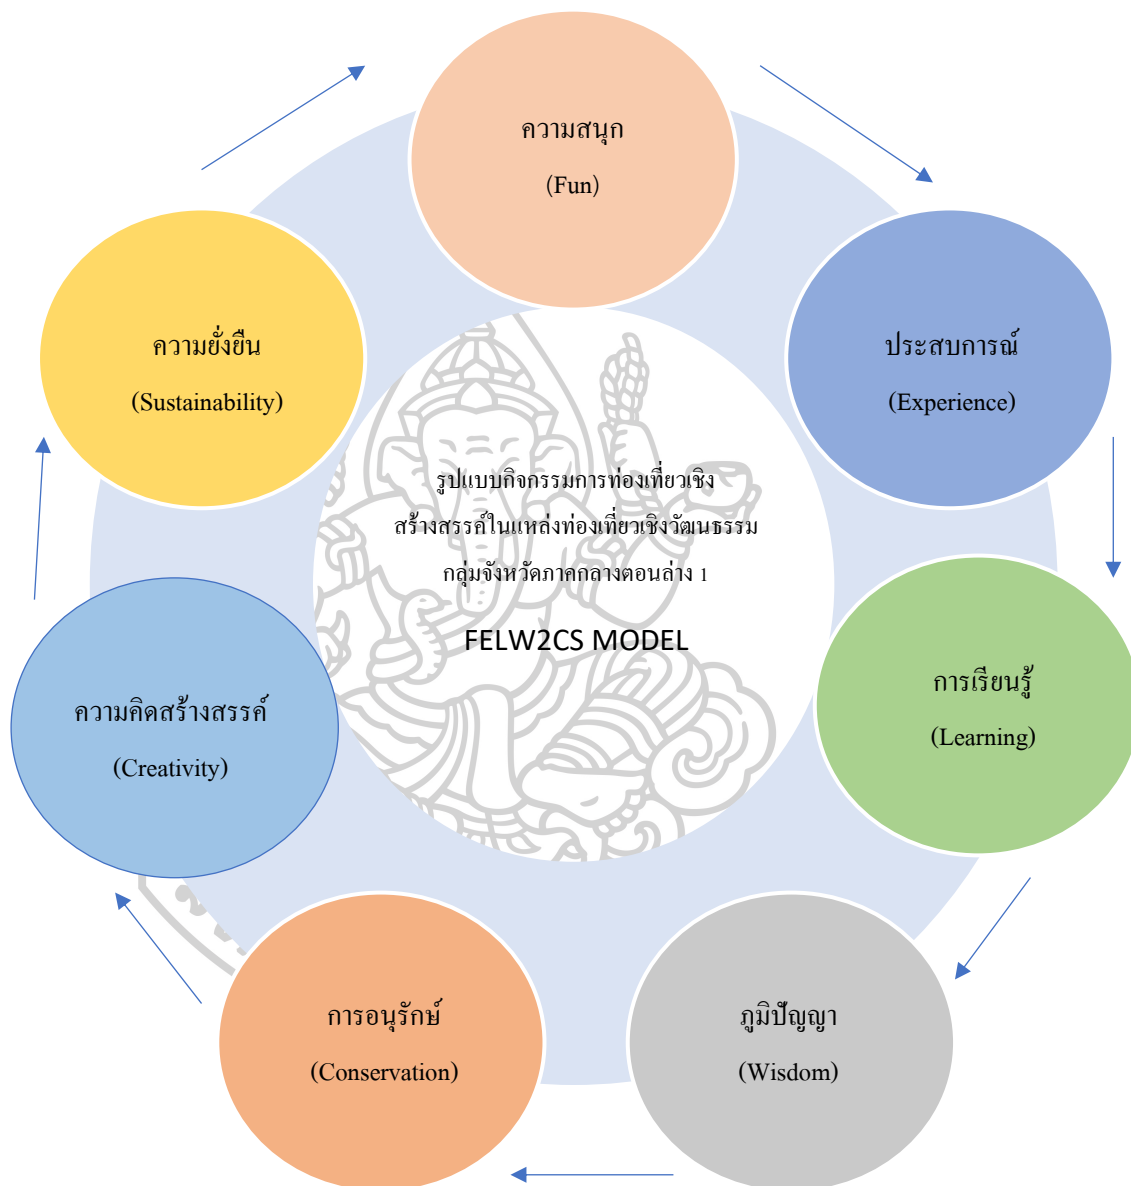 ความสนุก
(Fun)
ประสบการณ์
(Experience)
การเรียนรู้
(Learning)
ภูมิปัญญา
(Wisdom)
การอนุรักษ์
(Conservation)
ความคิดสร้างสรรค์
(Creativity)
ความยั่งยืน
(Sustainability)
รูปแบบกิจกรรมการท่องเที่ยวเชิง
สร้างสรรค์ในแหล่งท่องเที่ยวเชิงวัฒนธรรม
กลุ่มจังหวัดภาคกลางตอนล่าง 1
FELW2CS MODEL